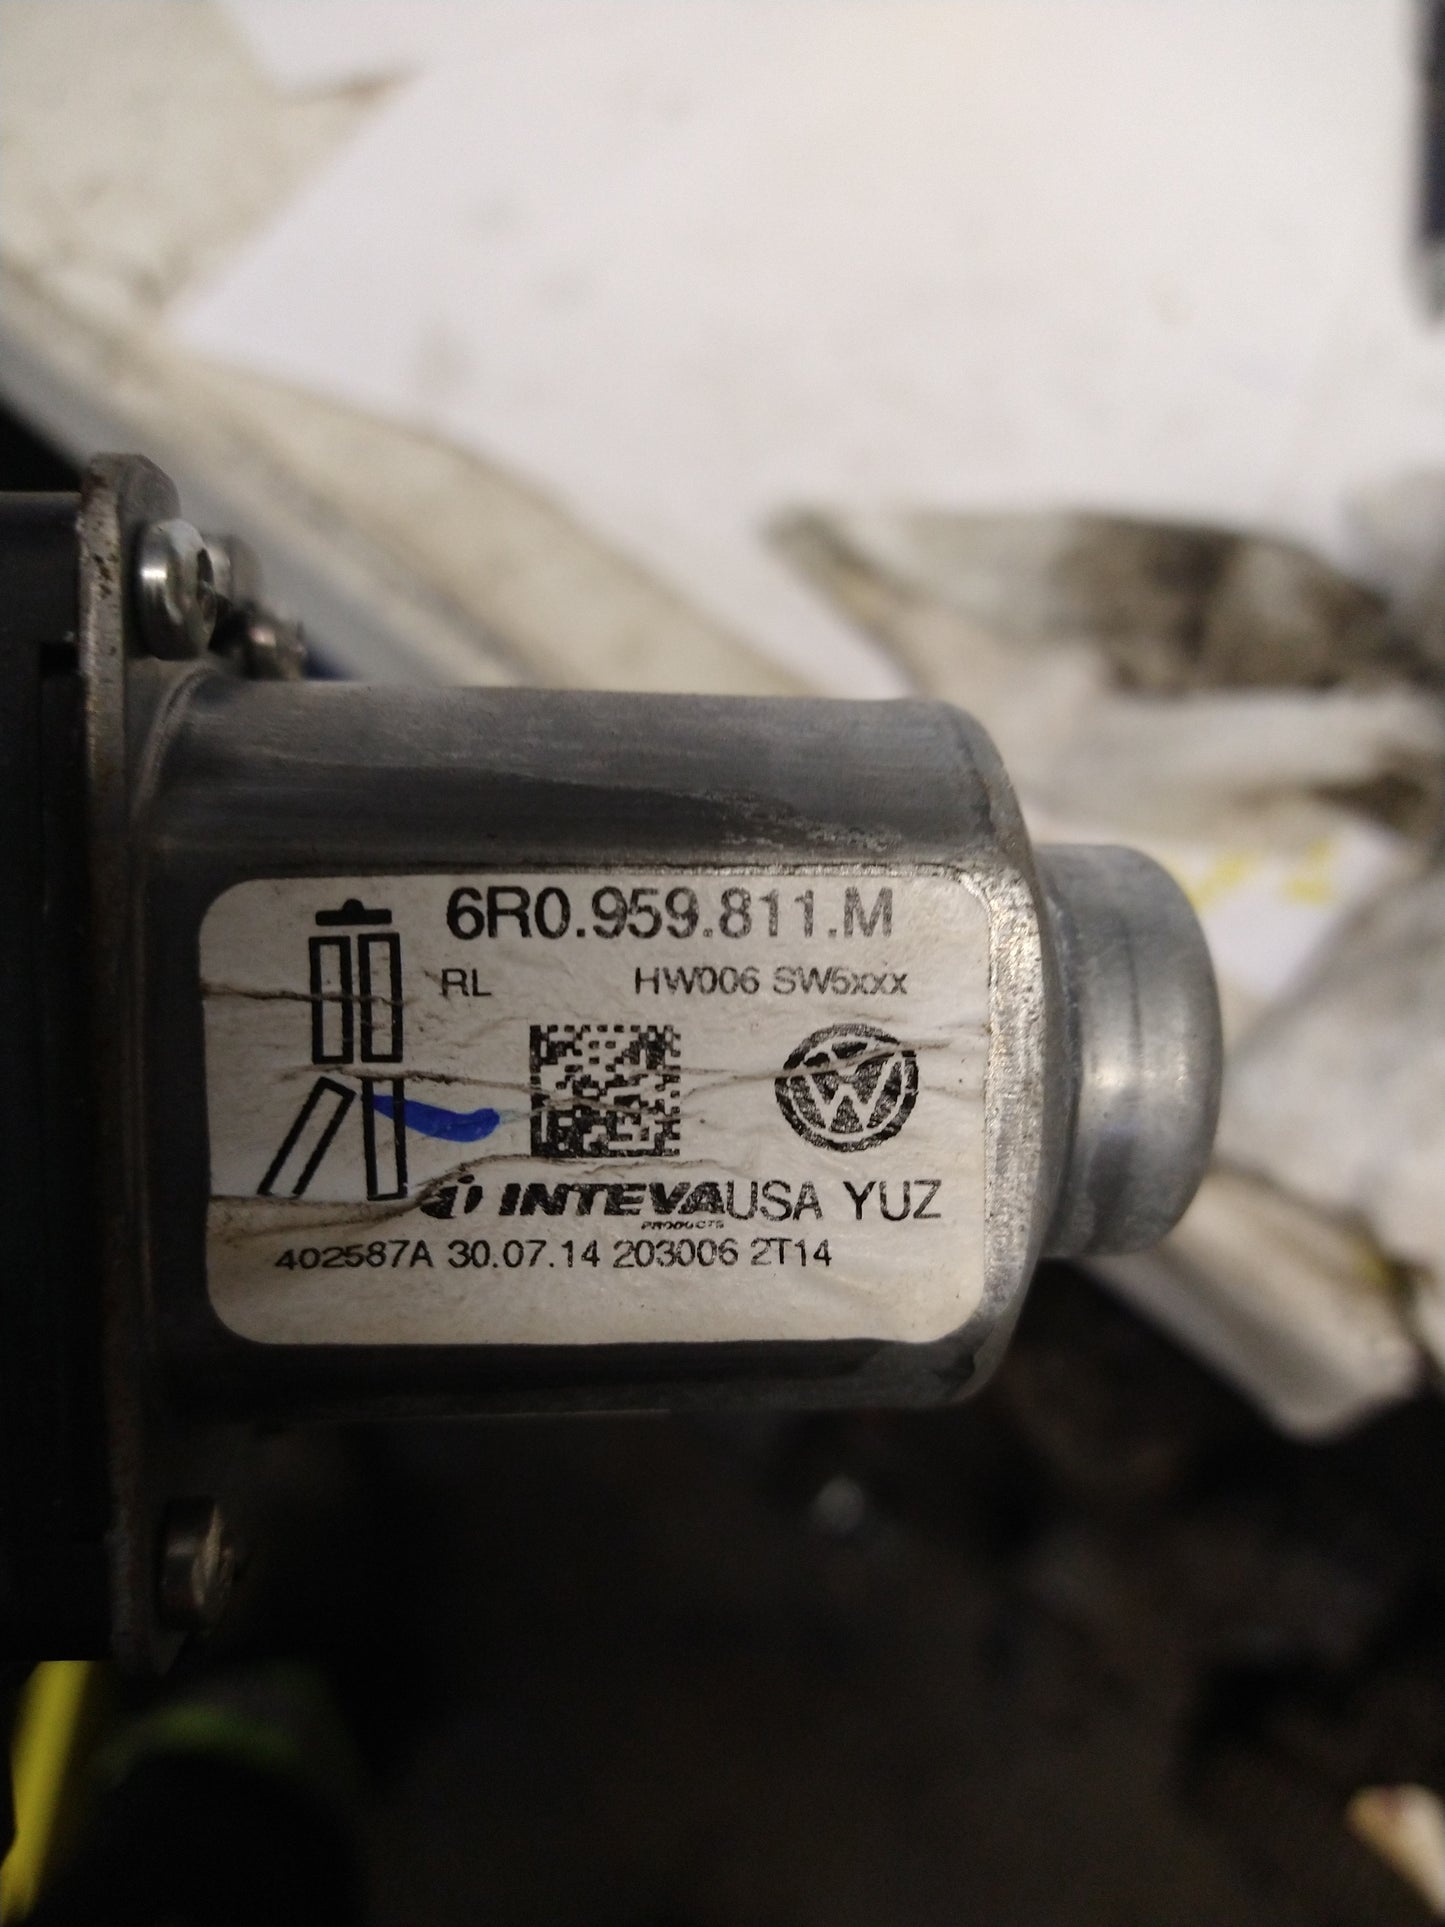 6R0.959.811.M
RL HW006 SW5xxx
INTEVA USA YUZ
PRODUCTS
402587A 30.07.14 203006 2T14